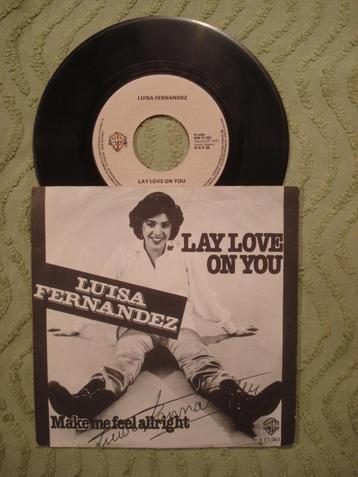 LUISA FERNANDEZ
LAY LOVE ON YOU
LAY LOVE
ON YOU
LUISA
FERNANDEZ
Make me feel allright